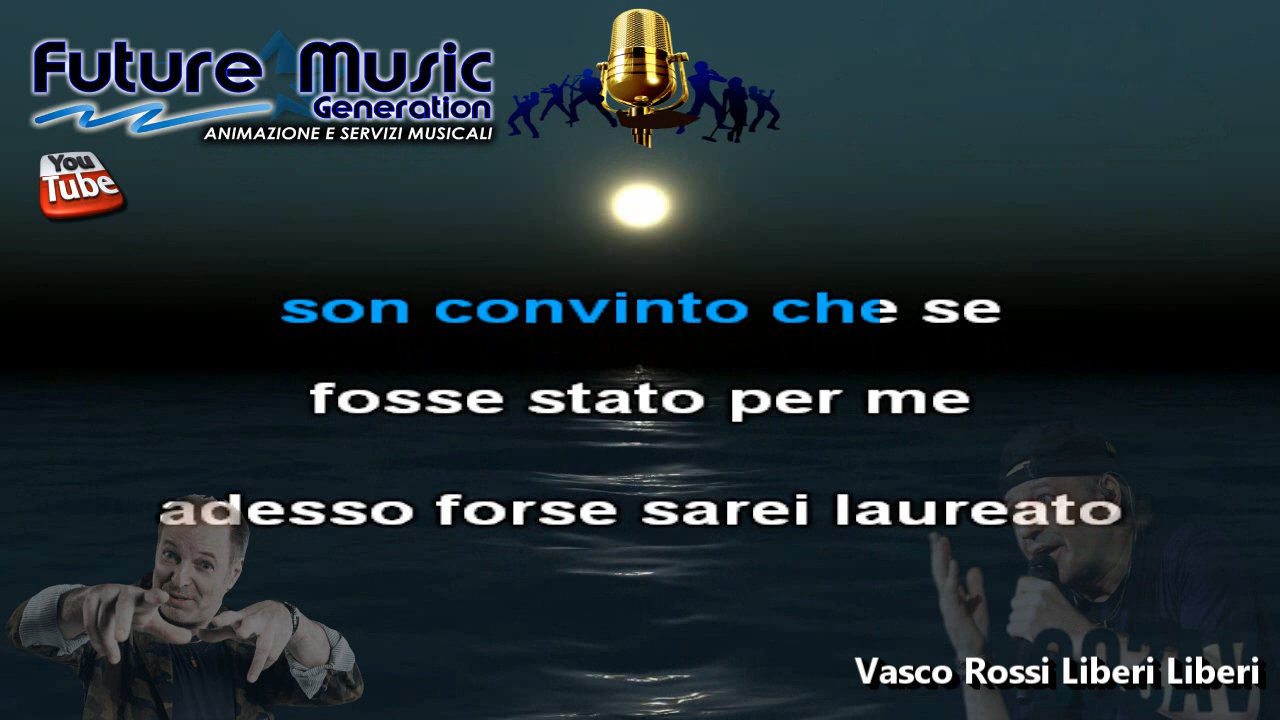 Future Music
Generation
ANIMAZIONE E SERVIZI MUSICALI
You
Tube
son convinto che se
fosse stato per me
adesso forse sarei laureato
Vasco Rossi Liberi Liberi